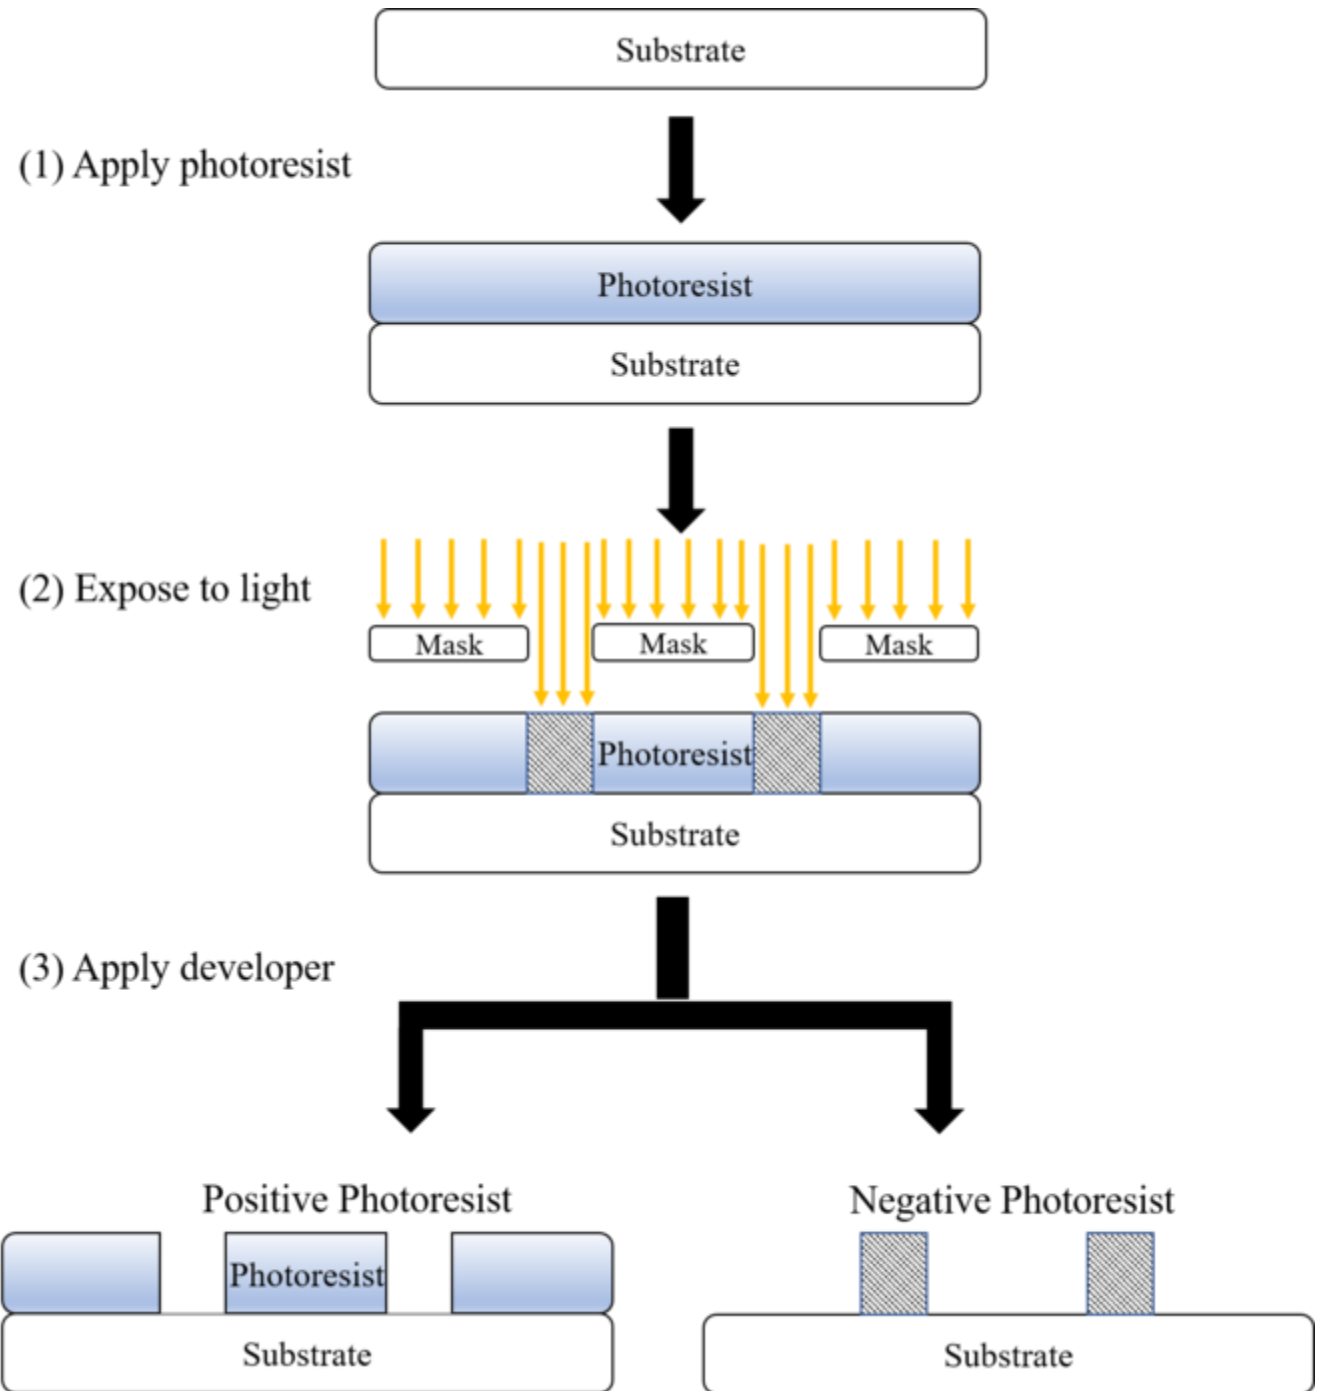 Substrate
(1) Apply photoresist
Photoresist
Substrate
(2) Expose to light
Mask Mask Mask
Photoresist
Substrate
(3) Apply developer
Positive Photoresist
Negative Photoresist
Photoresist
Substrate
Substrate